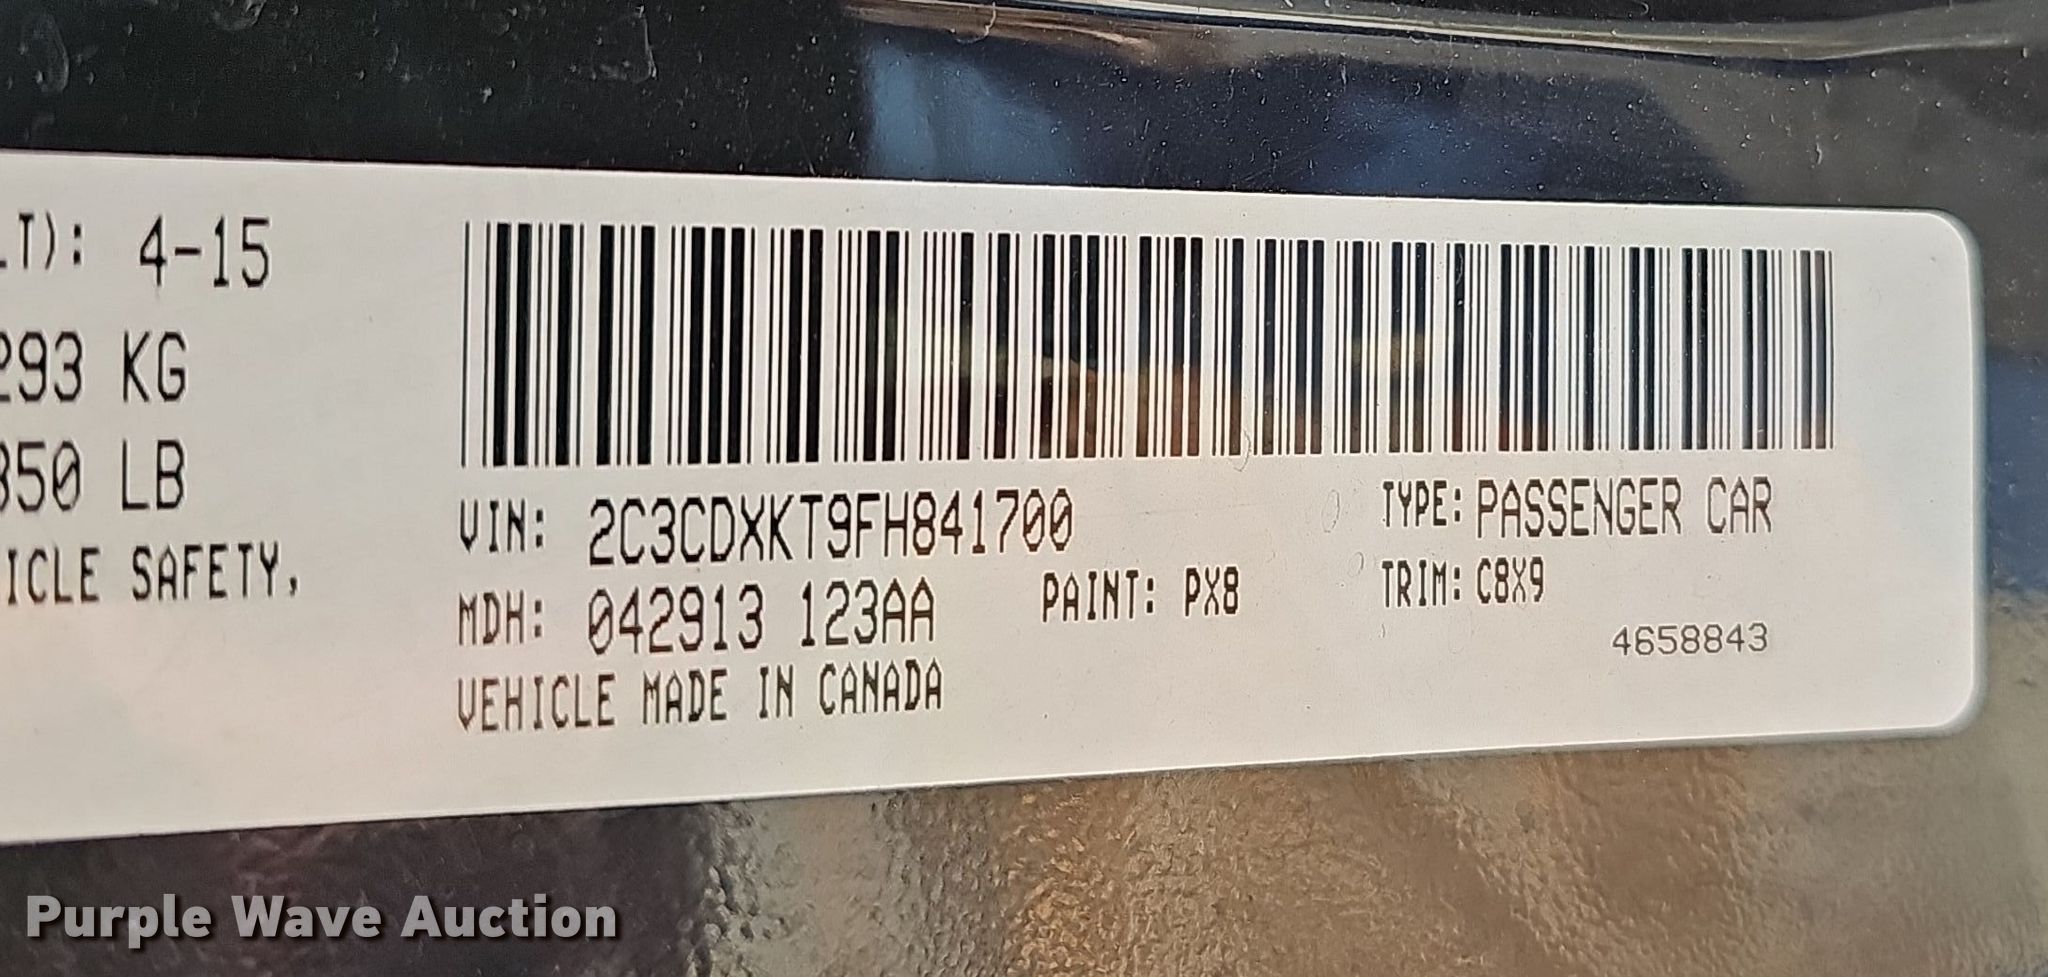 LT): 4-15
293 KG
850 LB
ICLE SAFETY,
VIN: 2C3CDXKT9FH841700
TYPE: PASSENGER CAR
MDH: 042913 123AA
PAINT: PX8
TRIM: C8X9
4658843
VEHICLE MADE IN CANADA
Purple Wave Auction